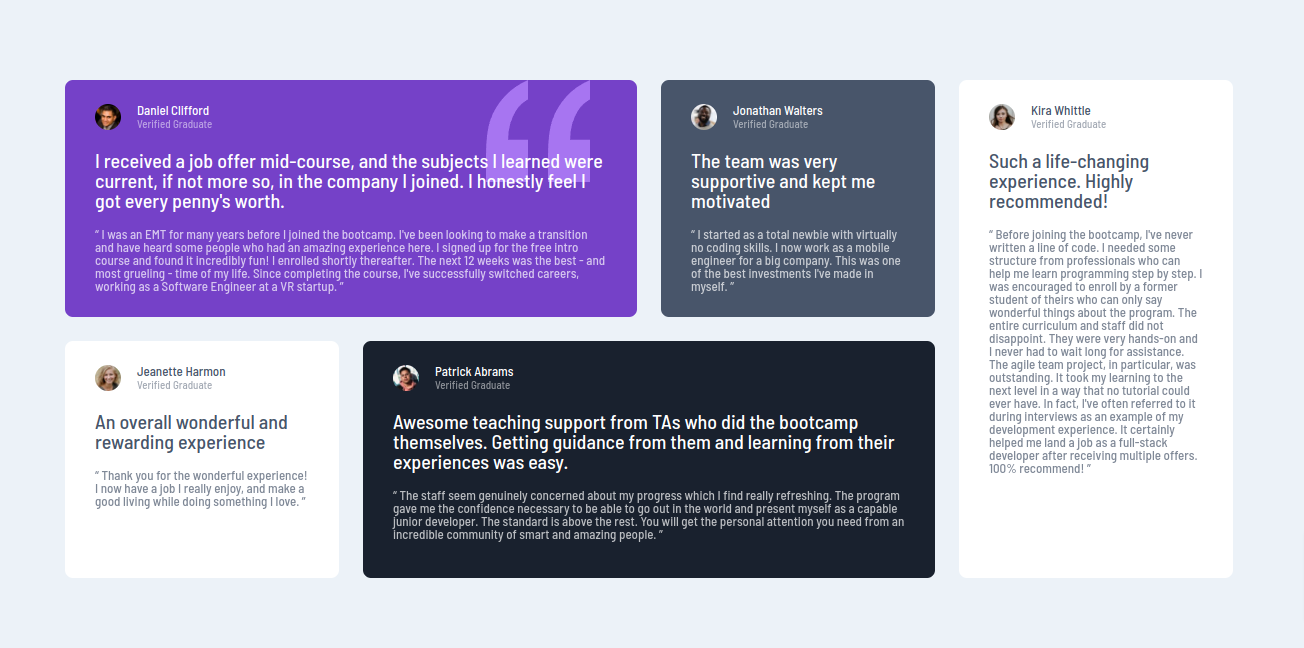 Daniel Clifford
Verified Graduate
I received a job offer mid-course, and the subjects I learned were
current, if not more so, in the company I joined. I honestly feel I
got every penny's worth.
“ I was an EMT for many years before I joined the bootcamp. I've been looking to make a transition
and have heard some people who had an amazing experience here. I signed up for the free intro
course and found it incredibly fun! I enrolled shortly thereafter. The next 12 weeks was the best - and
most grueling - time of my life. Since completing the course, I've successfully switched careers,
working as a Software Engineer at a VR startup. ”
Jonathan Walters
Verified Graduate
The team was very
supportive and kept me
motivated
“ I started as a total newbie with virtually
no coding skills. I now work as a mobile
engineer for a big company. This was one
of the best investments I've made in
myself. ”
Kira Whittle
Verified Graduate
Such a life-changing
experience. Highly
recommended!
“ Before joining the bootcamp, I've never
written a line of code. I needed some
structure from professionals who can
help me learn programming step by step. I
was encouraged to enroll by a former
student of theirs who can only say
wonderful things about the program. The
entire curriculum and staff did not
disappoint. They were very hands-on and
I never had to wait long for assistance.
The agile team project, in particular, was
outstanding. It took my learning to the
next level in a way that no tutorial could
ever have. In fact, I've often referred to it
during interviews as an example of my
development experience. It certainly
helped me land a job as a full-stack
developer after receiving multiple offers.
100% recommend! ”
Jeanette Harmon
Verified Graduate
An overall wonderful and
rewarding experience
“ Thank you for the wonderful experience!
I now have a job I really enjoy, and make a
good living while doing something I love. ”
Patrick Abrams
Verified Graduate
Awesome teaching support from TAs who did the bootcamp
themselves. Getting guidance from them and learning from their
experiences was easy.
“ The staff seem genuinely concerned about my progress which I find really refreshing. The program
gave me the confidence necessary to be able to go out in the world and present myself as a capable
junior developer. The standard is above the rest. You will get the personal attention you need from an
incredible community of smart and amazing people. ”